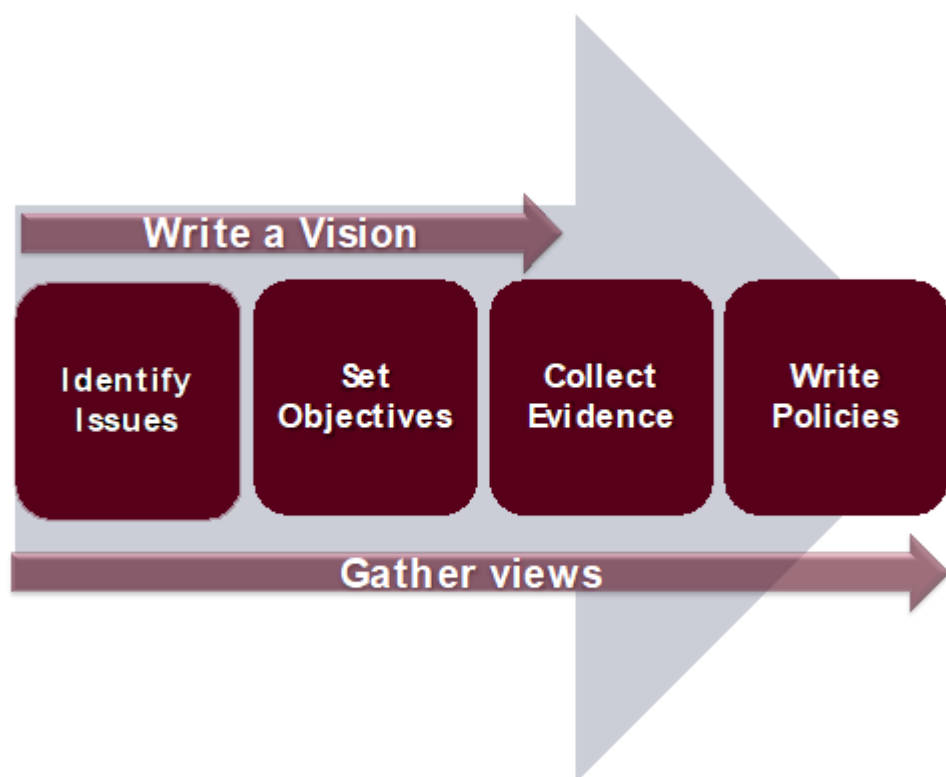 Write a Vision
Identify
Issues
Set
Objectives
Collect
Evidence
Write
Policies
Gather views